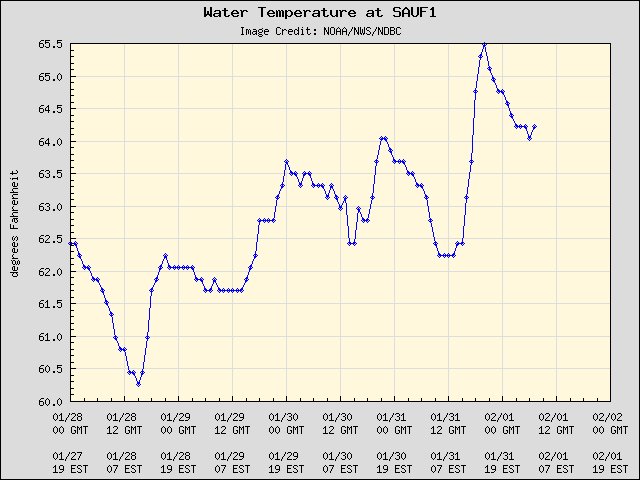 Water Temperature at SAUF1
Image Credit: NOAA/NWS/NDBC
degrees Fahrenheit
65.5
65.0
64.5
64.0
63.5
63.0
62.5
62.0
61.5
61.0
60.5
60.0
01/28 01/28 01/29 01/29 01/30 01/30 01/31 01/31 02/01 02/01 02/02
00 GMT 12 GMT 00 GMT 12 GMT 00 GMT 12 GMT 00 GMT 12 GMT 00 GMT 12 GMT 00 GMT
01/27 01/28 01/28 01/29 01/29 01/30 01/30 01/31 01/31 02/01 02/01
19 EST 07 EST 19 EST 07 EST 19 EST 07 EST 19 EST 07 EST 19 EST 07 EST 19 EST